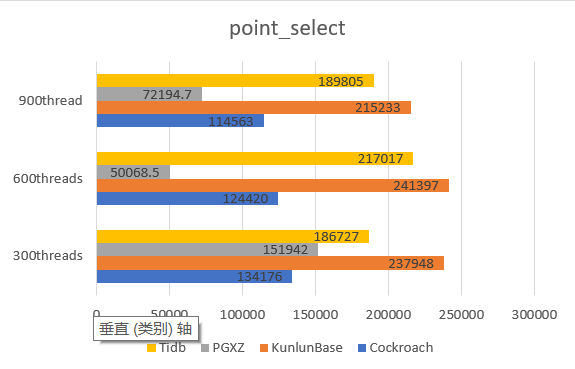 point_select
900thread
189805
72194.7
215233
114563
600threads
217017
50068.5
241397
124420
300threads
186727
151942
237948
134176
0 50000 100000 150000 200000 250000 300000
垂直 (类别) 轴
Tidb PGXZ KunlunBase Cockroach